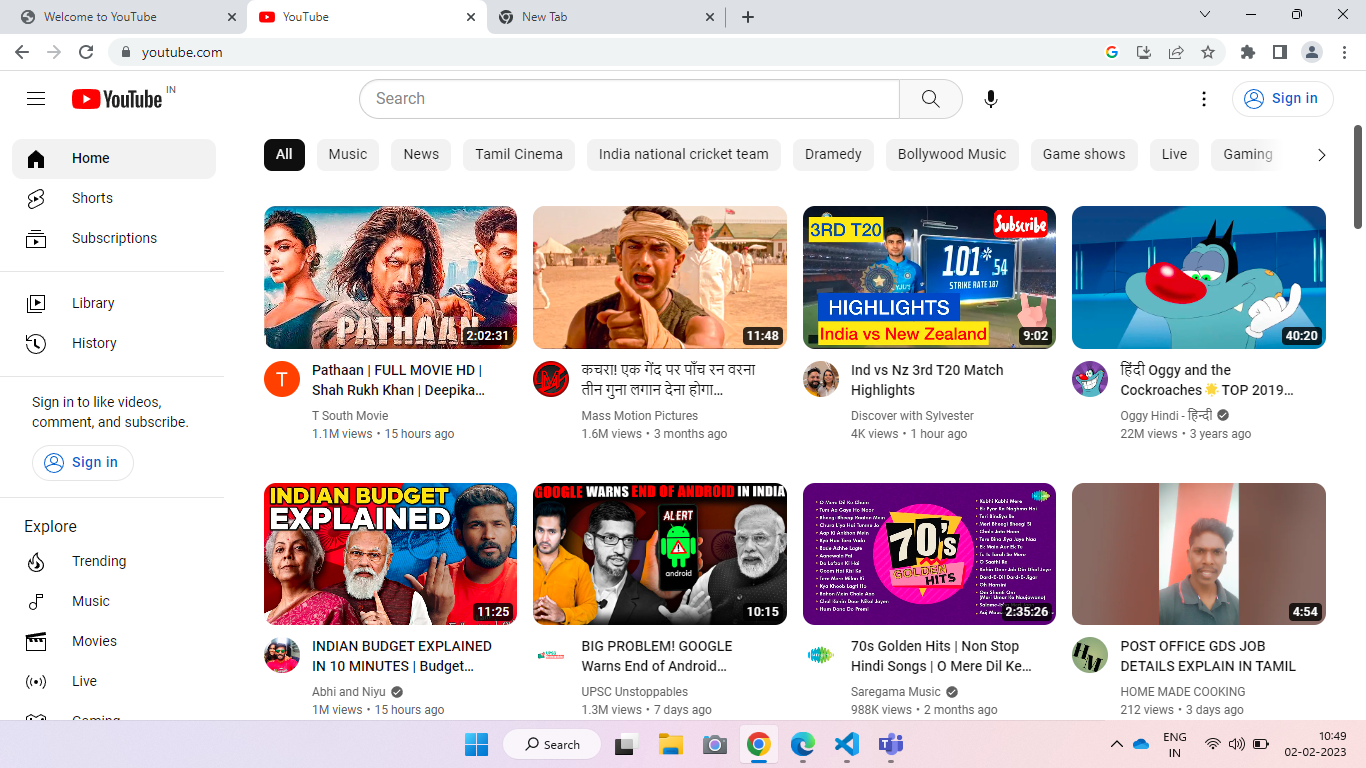 Welcome to YouTube
YouTube
New Tab
youtube.com
YouTube IN
Search
Sign in
Home
Shorts
Subscriptions
Library
History
Sign in to like videos,
comment, and subscribe.
Sign in
Explore
Trending
Music
Movies
Live
All
Music
News
Tamil Cinema
India national cricket team
Dramedy
Bollywood Music
Game shows
Live
Gaming
PATHAAN
2:02:31
Pathaan | FULL MOVIE HD |
Shah Rukh Khan | Deepika...
T
T South Movie
1.1M views • 15 hours ago
11:48
कचरा! एक गेंद पर पाँच रन वरना
तीन गुना लगान देना होगा...
Mass Motion Pictures
1.6M views • 3 months ago
3RD T20
Subscribe
101* 54
STRIKE RATE 187
HIGHLIGHTS
India vs New Zealand
9:02
Ind vs Nz 3rd T20 Match
Highlights
Discover with Sylvester
4K views • 1 hour ago
40:20
हिंदी Oggy and the
Cockroaches 🌟 TOP 2019...
Oggy Hindi - हिन्दी
22M views • 3 years ago
INDIAN BUDGET
EXPLAINED
11:25
INDIAN BUDGET EXPLAINED
IN 10 MINUTES | Budget...
Abhi and Niyu
1M views • 15 hours ago
GOOGLE WARNS END OF ANDROID IN INDIA
ALERT
android
10:15
BIG PROBLEM! GOOGLE
Warns End of Android...
UPSC Unstoppables
1.3M views • 7 days ago
70's
GOLDEN
HITS
2:35:26
70s Golden Hits | Non Stop
Hindi Songs | O Mere Dil Ke...
Saregama Music
988K views • 2 months ago
4:54
HM
POST OFFICE GDS JOB
DETAILS EXPLAIN IN TAMIL
HOME MADE COOKING
212 views • 3 days ago
Search
ENG
IN
10:49
02-02-2023